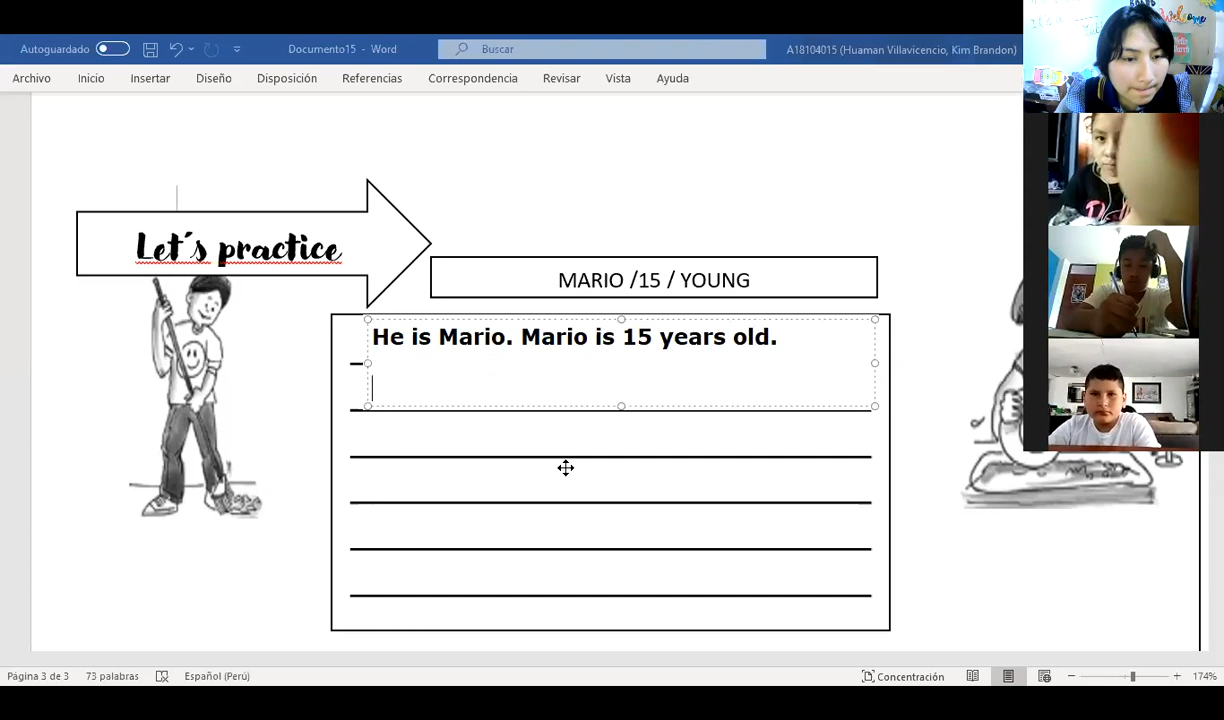 Autoguardado
Documento15 - Word
Buscar
A18104015 (Huaman Villavicencio, Kim Brandon)
Archivo Inicio Insertar Diseño Disposición Referencias Correspondencia Revisar Vista Ayuda
Welcome
Let´s practice
MARIO /15 / YOUNG
He is Mario. Mario is 15 years old.
Página 3 de 3 73 palabras Español (Perú) Concentración 174%